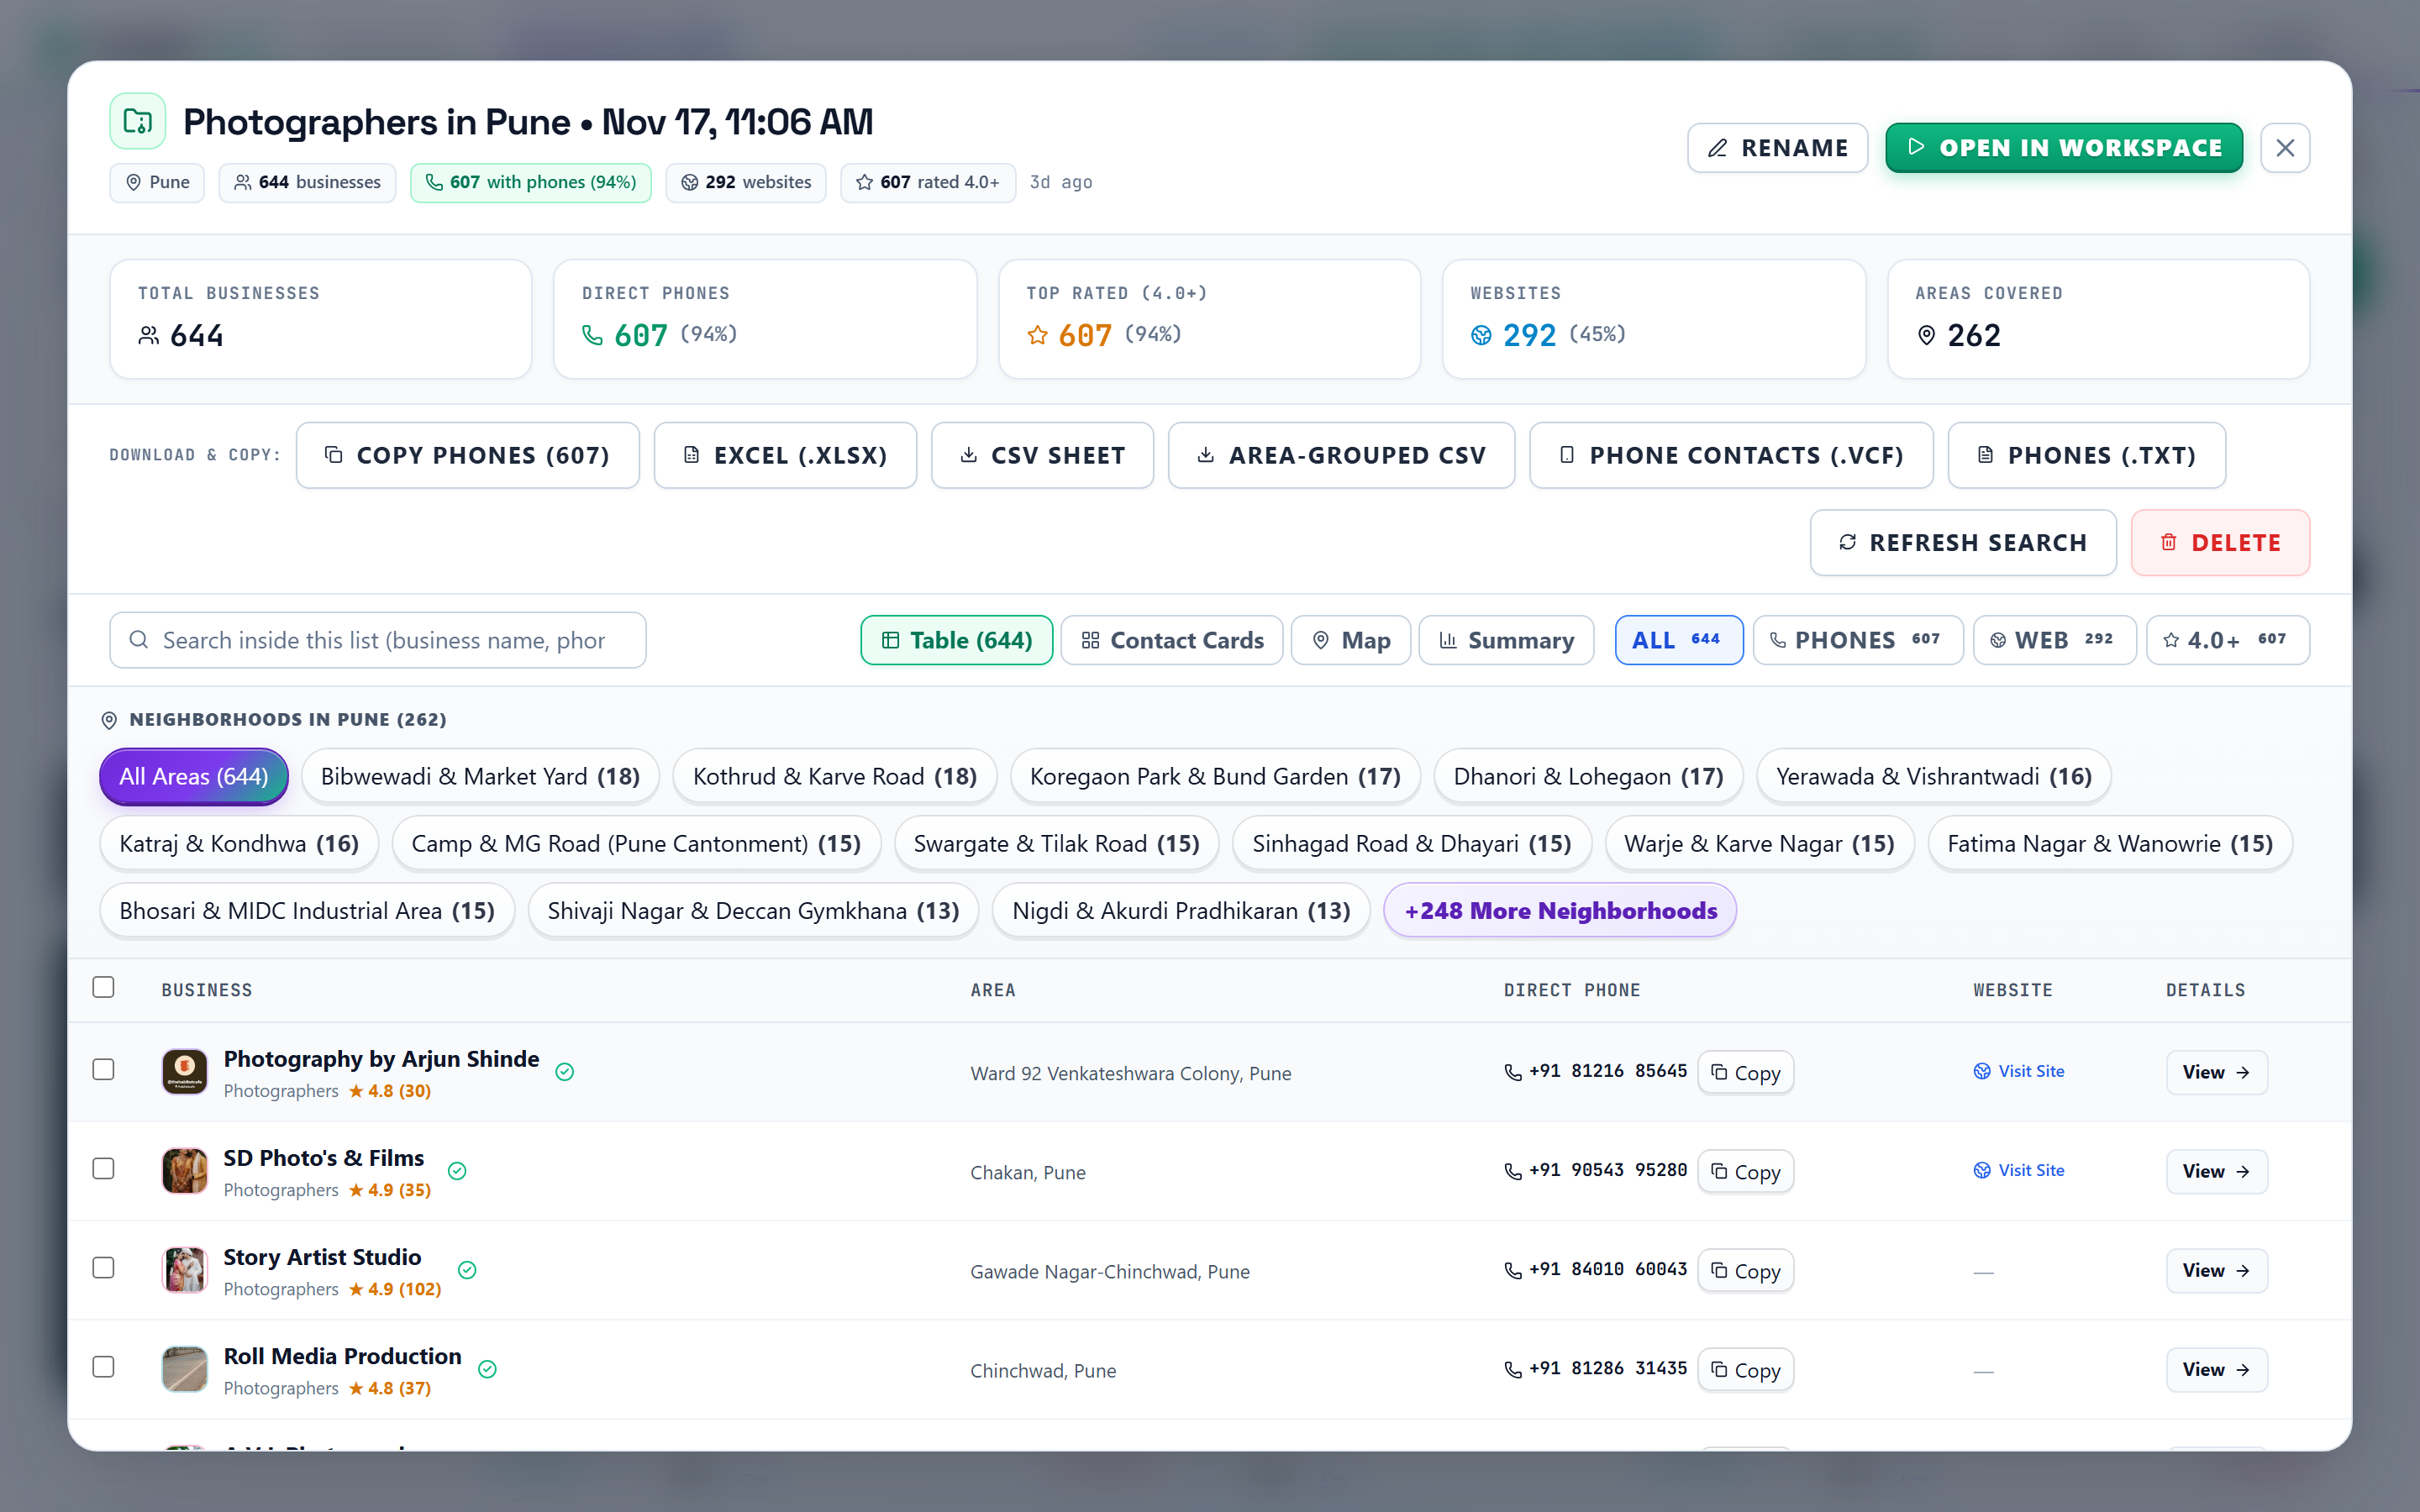 Photographers in Pune • Nov 17, 11:06 AM
RENAME
OPEN IN WORKSPACE
Pune
644 businesses
607 with phones (94%)
292 websites
607 rated 4.0+
3d ago
TOTAL BUSINESSES
644
DIRECT PHONES
607 (94%)
TOP RATED (4.0+)
607 (94%)
WEBSITES
292 (45%)
AREAS COVERED
262
DOWNLOAD & COPY:
COPY PHONES (607)
EXCEL (.XLSX)
CSV SHEET
AREA-GROUPED CSV
PHONE CONTACTS (.VCF)
PHONES (.TXT)
REFRESH SEARCH
DELETE
Search inside this list (business name, phor
Table (644)
Contact Cards
Map
Summary
ALL 644
PHONES 607
WEB 292
4.0+ 607
NEIGHBORHOODS IN PUNE (262)
All Areas (644)
Bibwewadi & Market Yard (18)
Kothrud & Karve Road (18)
Koregaon Park & Bund Garden (17)
Dhanori & Lohegaon (17)
Yerawada & Vishrantwadi (16)
Katraj & Kondhwa (16)
Camp & MG Road (Pune Cantonment) (15)
Swargate & Tilak Road (15)
Sinhagad Road & Dhayari (15)
Warje & Karve Nagar (15)
Fatima Nagar & Wanowrie (15)
Bhosari & MIDC Industrial Area (15)
Shivaji Nagar & Deccan Gymkhana (13)
Nigdi & Akurdi Pradhikaran (13)
+248 More Neighborhoods
BUSINESS
AREA
DIRECT PHONE
WEBSITE
DETAILS
Photography by Arjun Shinde
Photographers ★ 4.8 (30)
Ward 92 Venkateshwara Colony, Pune
+91 81216 85645
Copy
Visit Site
View →
SD Photo's & Films
Photographers ★ 4.9 (35)
Chakan, Pune
+91 90543 95280
Copy
Visit Site
View →
Story Artist Studio
Photographers ★ 4.9 (102)
Gawade Nagar-Chinchwad, Pune
+91 84010 60043
Copy
—
View →
Roll Media Production
Photographers ★ 4.8 (37)
Chinchwad, Pune
+91 81286 31435
Copy
—
View →